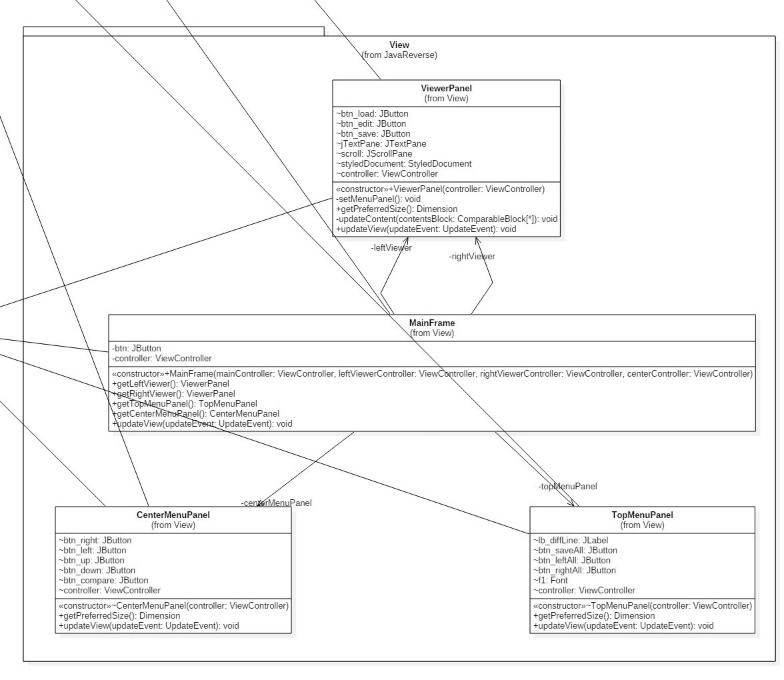 View
(from JavaReverse)
ViewerPanel
(from View)
~btn_load: JButton
~btn_edit: JButton
~btn_save: JButton
~jTextPane: JTextPane
~scroll: JScrollPane
~styledDocument: StyledDocument
~controller: ViewController
«constructor»+ViewerPanel(controller: ViewController)
-setMenuPanel(): void
+getPreferredSize(): Dimension
-updateContent(contentsBlock: ComparableBlock[*]): void
+updateView(updateEvent: UpdateEvent): void
-leftViewer
-rightViewer
MainFrame
(from View)
-btn: JButton
-controller: ViewController
«constructor»+MainFrame(mainController: ViewController, leftViewerController: ViewController, rightViewerController: ViewController, centerController: ViewController)
+getLeftViewer(): ViewerPanel
+getRightViewer(): ViewerPanel
+getTopMenuPanel(): TopMenuPanel
+getCenterMenuPanel(): CenterMenuPanel
+updateView(updateEvent: UpdateEvent): void
-centerMenuPanel
-topMenuPanel
CenterMenuPanel
(from View)
~btn_right: JButton
~btn_left: JButton
~btn_up: JButton
~btn_down: JButton
~btn_compare: JButton
~controller: ViewController
«constructor»~CenterMenuPanel(controller: ViewController)
+getPreferredSize(): Dimension
+updateView(updateEvent: UpdateEvent): void
TopMenuPanel
(from View)
~lb_diffLine: JLabel
~btn_saveAll: JButton
~btn_leftAll: JButton
~btn_rightAll: JButton
~f1: Font
~controller: ViewController
«constructor»~TopMenuPanel(controller: ViewController)
+getPreferredSize(): Dimension
+updateView(updateEvent: UpdateEvent): void